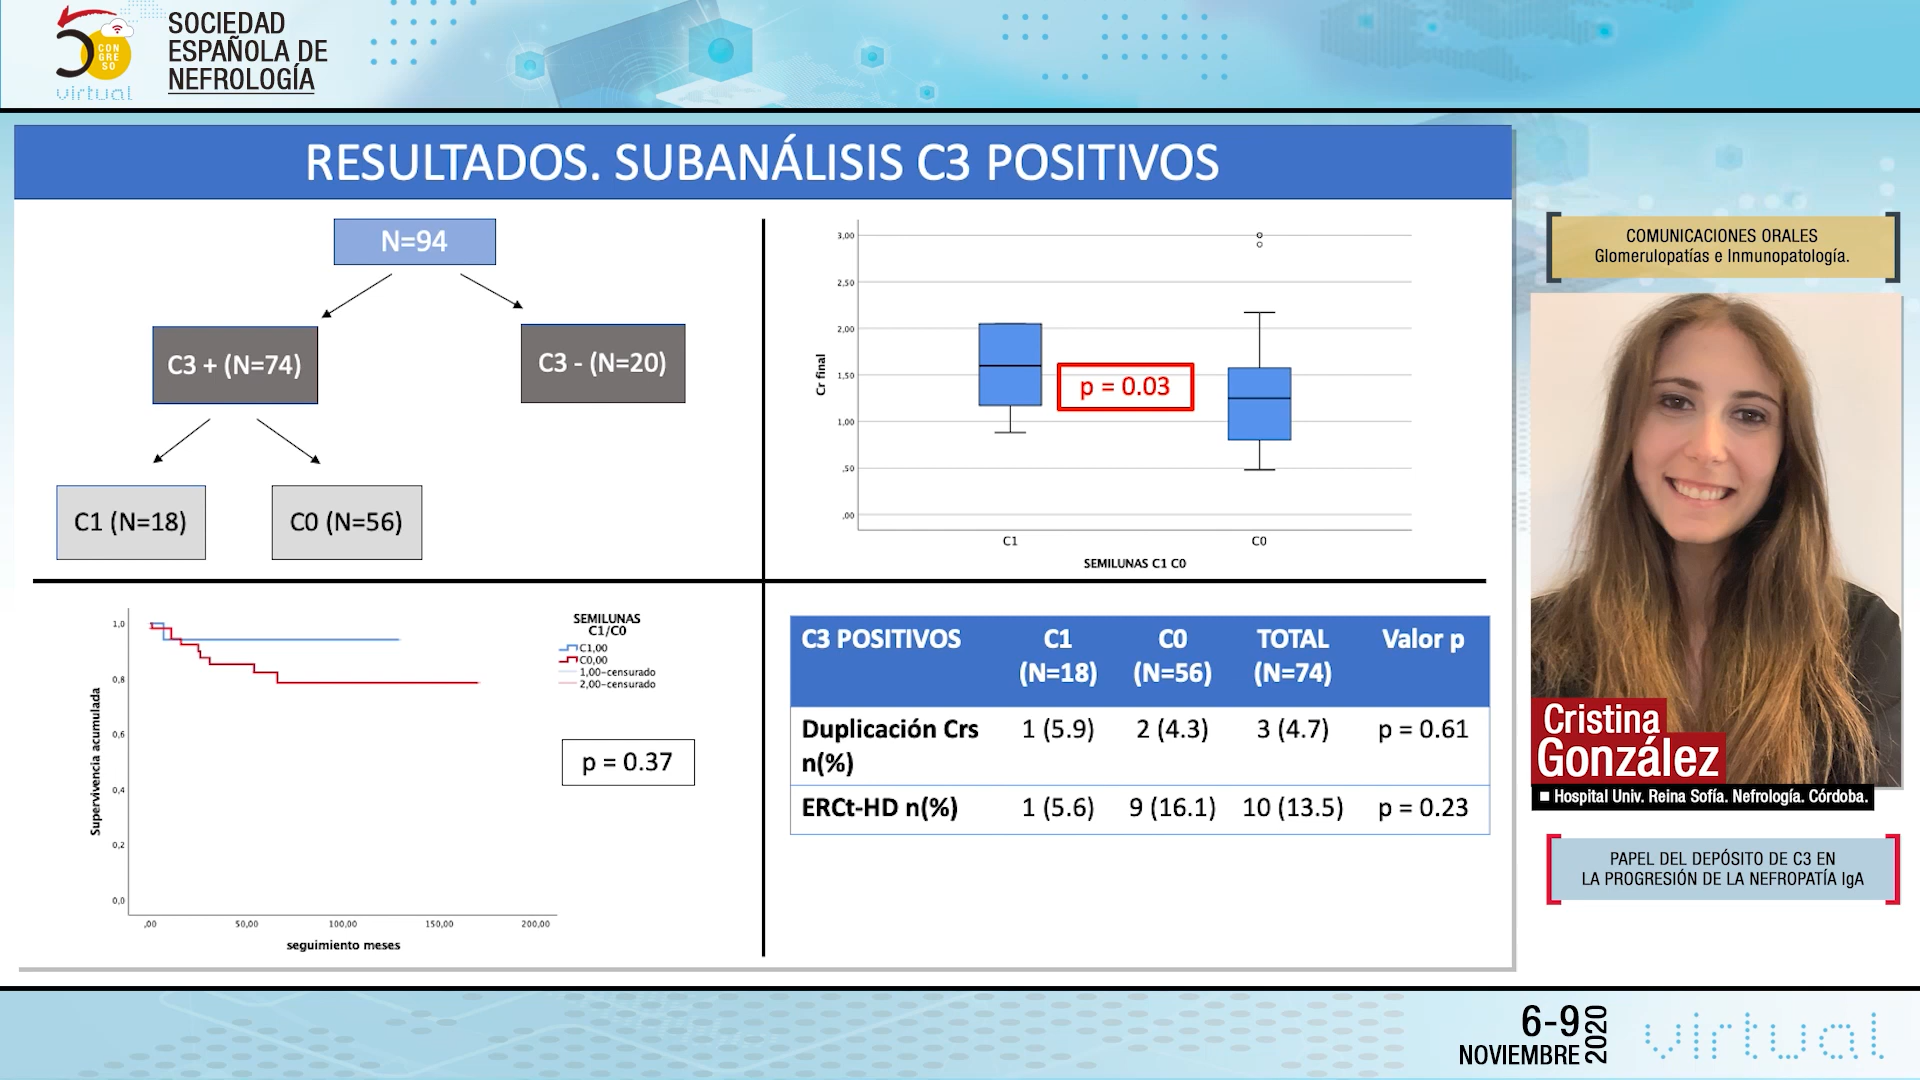 CON
GRE
SO
virtual
SOCIEDAD
ESPAÑOLA DE
NEFROLOGÍA
RESULTADOS. SUBANÁLISIS C3 POSITIVOS
N=94
C3 + (N=74)
C3 - (N=20)
C1 (N=18)
C0 (N=56)
Cr final
3,00
2,50
2,00
1,50
1,00
,50
,00
p = 0.03
C1
C0
SEMILUNAS C1 C0
Supervivencia acumulada
1,0
0,8
0,6
0,4
0,2
0,0
,00
50,00
100,00
150,00
200,00
seguimiento meses
SEMILUNAS
C1/C0
C1,00
C0,00
1,00-censurado
2,00-censurado
p = 0.37
C3 POSITIVOS C1 C0 TOTAL Valor p
(N=18) (N=56) (N=74)
Duplicación Crs 1 (5.9) 2 (4.3) 3 (4.7) p = 0.61
n(%)
ERCt-HD n(%) 1 (5.6) 9 (16.1) 10 (13.5) p = 0.23
COMUNICACIONES ORALES
Glomerulopatías e Inmunopatología.
Cristina
González
Hospital Univ. Reina Sofía. Nefrología. Córdoba.
PAPEL DEL DEPÓSITO DE C3 EN
LA PROGRESIÓN DE LA NEFROPATÍA IgA
6-9
NOVIEMBRE
2020
virtual